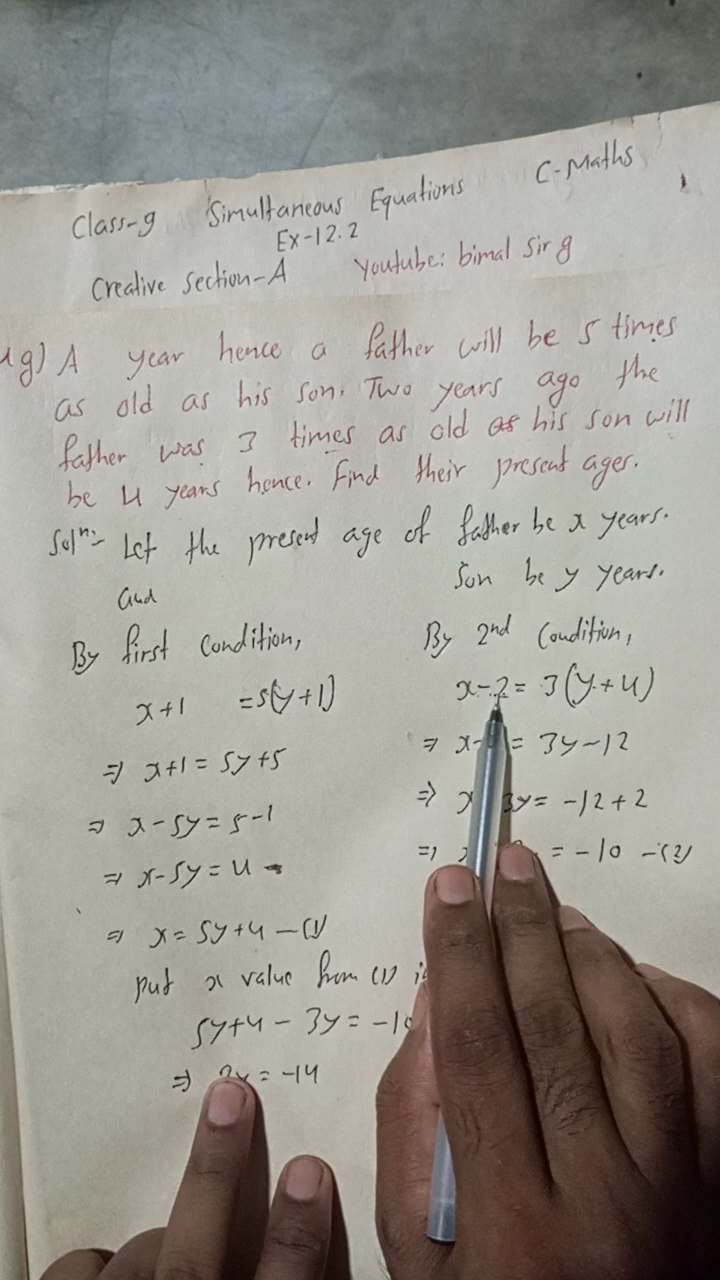 Class-9 Simultaneous Equations C-Maths
Ex-12.2
Creative section-A Youtube: bimal sir g
g) A year hence a father will be 5 times
as old as his son. Two years ago the
father was 3 times as old as his son will
be 4 years hence. Find their present ages.
Solⁿ:- Let the present age of father be x years.
and Son be y years.
By first condition, By 2nd Condition,
x+1 =5(y+1) x-2= 3(y+4)
⇒ x+1 = 5y+5 ⇒ x- = 3y-12
⇒ x-5y = 5-1 ⇒ x 3y= -12+2
⇒ x-5y = 4 ⇒ = -10 -(2)
⇒ x = 5y+4 -(1)
put x value from (1)
5y+4 - 3y = -10
⇒ = -14